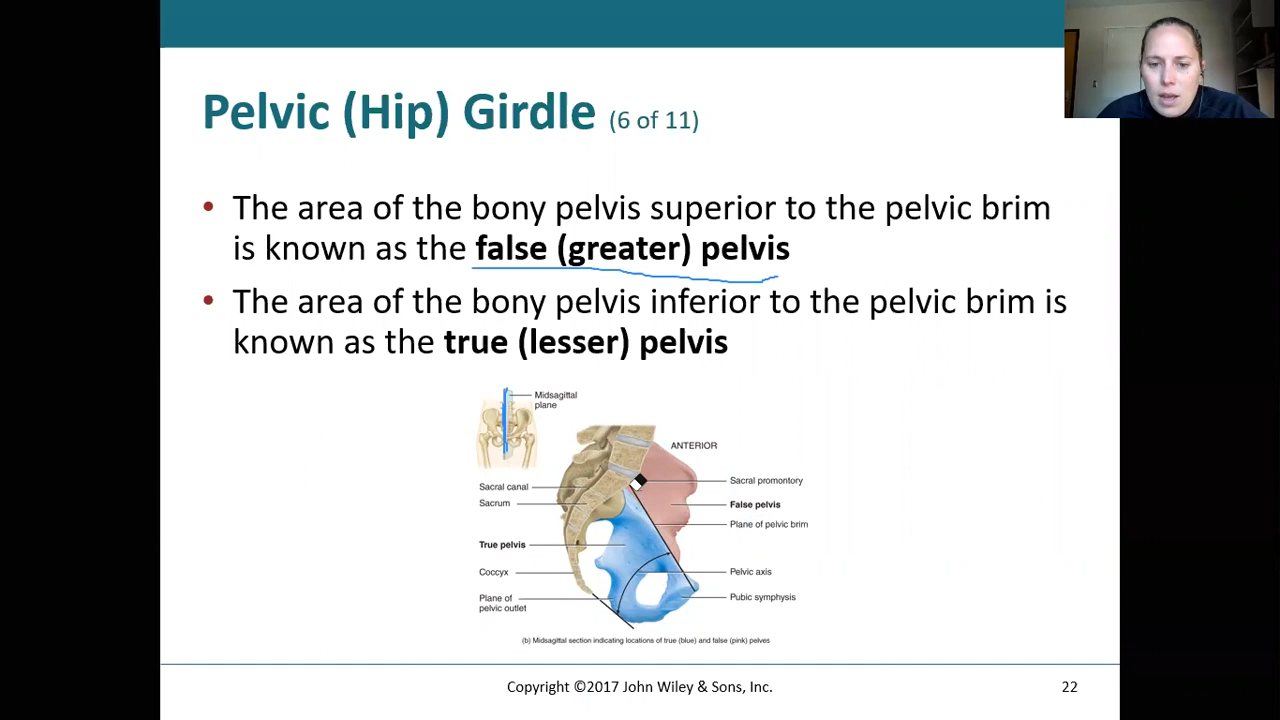 Pelvic (Hip) Girdle (6 of 11)
• The area of the bony pelvis superior to the pelvic brim
is known as the false (greater) pelvis
• The area of the bony pelvis inferior to the pelvic brim is
known as the true (lesser) pelvis
Midsagittal
plane
ANTERIOR
Sacral canal
Sacrum
True pelvis
Coccyx
Plane of
pelvic outlet
Sacral promontory
False pelvis
Plane of pelvic brim
Pelvic axis
Pubic symphysis
(b) Midsagittal section indicating locations of true (blue) and false (pink) pelves
Copyright ©2017 John Wiley & Sons, Inc.
22